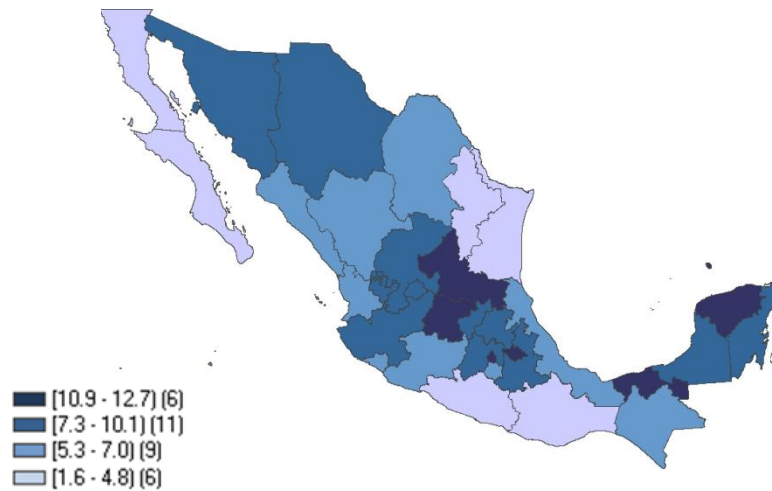 [10.9 - 12.7) (6)
[7.3 - 10.1) (11)
[5.3 - 7.0) (9)
[1.6 - 4.8) (6)